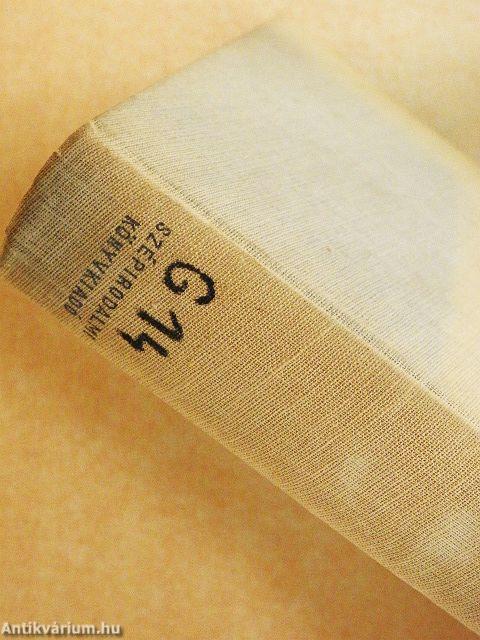 G 14
SZÉPIRODALMI
KÖNYVKIADÓ
Antikvárium.hu